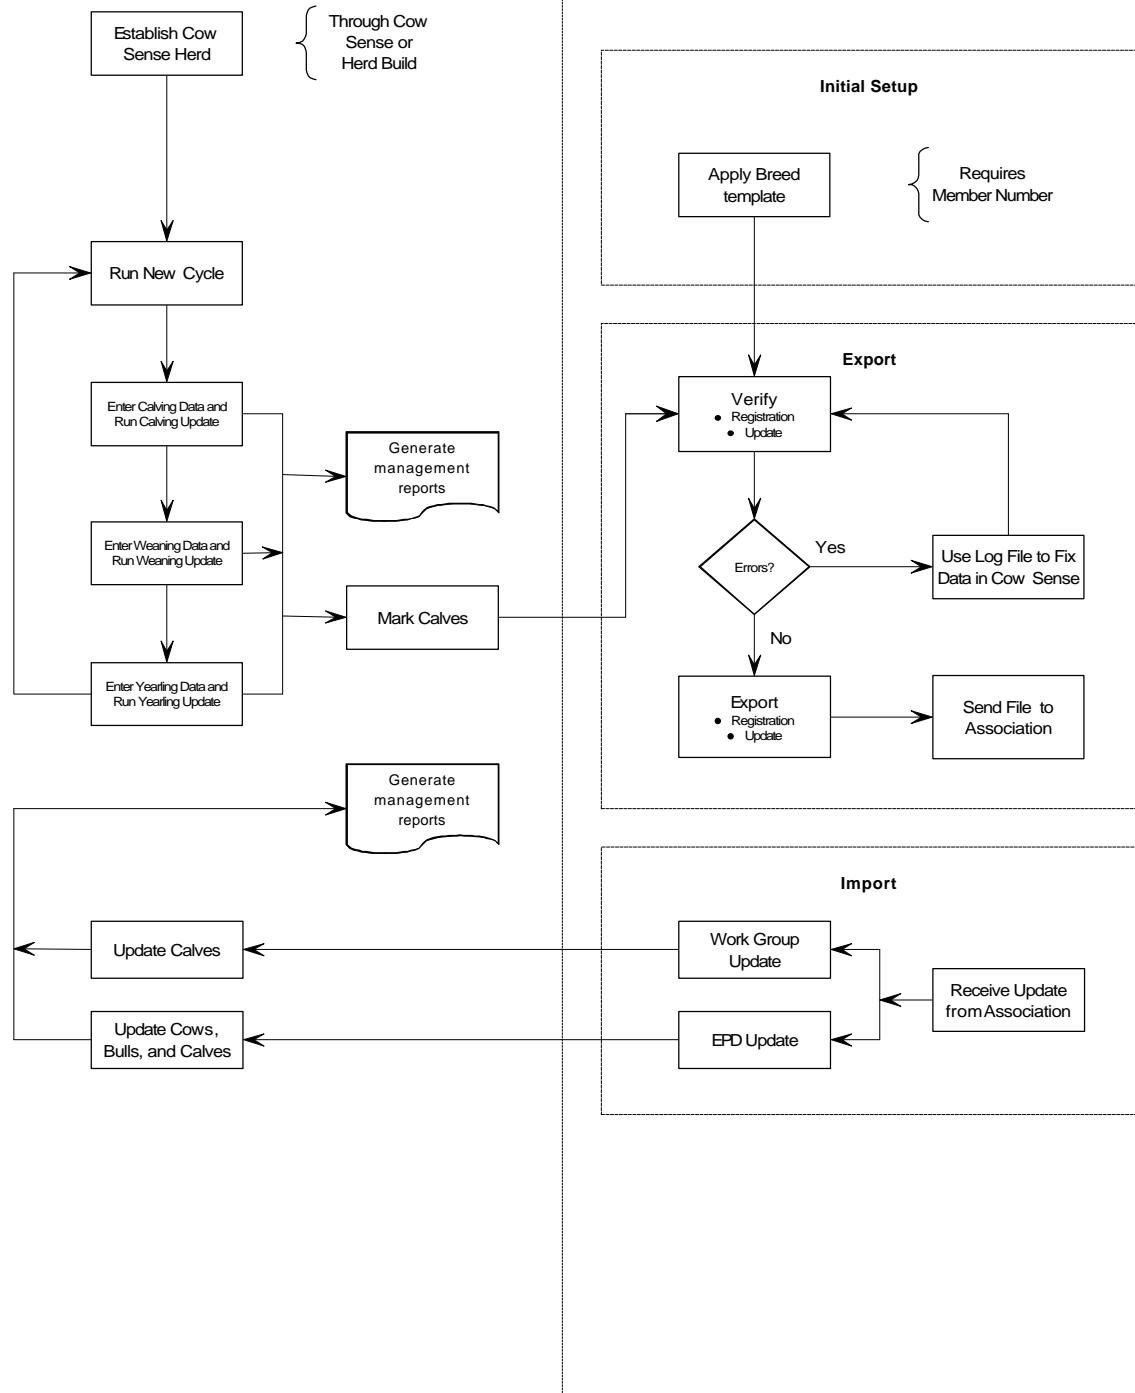 Establish Cow
Sense Herd
Through Cow
Sense or
Herd Build
Run New Cycle
Enter Calving Data and
Run Calving Update
Generate
management
reports
Enter Weaning Data and
Run Weaning Update
Mark Calves
Enter Yearling Data and
Run Yearling Update
Generate
management
reports
Update Calves
Update Cows,
Bulls, and Calves
Initial Setup
Apply Breed
template
Requires
Member Number
Export
Verify
● Registration
● Update
Errors?
Yes
Use Log File to Fix
Data in Cow Sense
No
Export
● Registration
● Update
Send File to
Association
Import
Work Group
Update
Receive Update
from Association
EPD Update